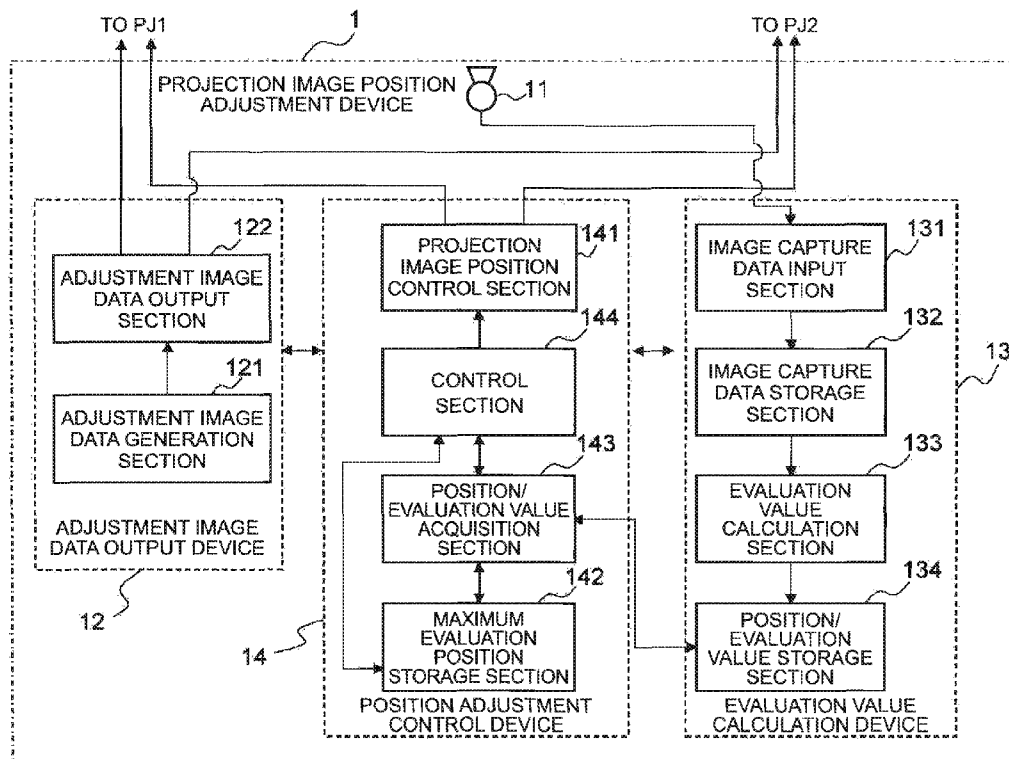 TO PJ1
1
TO PJ2
PROJECTION IMAGE POSITION
ADJUSTMENT DEVICE
11
122
ADJUSTMENT IMAGE
DATA OUTPUT
SECTION
121
ADJUSTMENT IMAGE
DATA GENERATION
SECTION
ADJUSTMENT IMAGE
DATA OUTPUT DEVICE
12
141
PROJECTION
IMAGE POSITION
CONTROL SECTION
144
CONTROL
SECTION
143
POSITION/
EVALUATION VALUE
ACQUISITION
SECTION
142
MAXIMUM
EVALUATION
POSITION
STORAGE SECTION
14
POSITION ADJUSTMENT
CONTROL DEVICE
131
IMAGE CAPTURE
DATA INPUT
SECTION
132
IMAGE CAPTURE
DATA STORAGE
SECTION
13
133
EVALUATION
VALUE
CALCULATION
SECTION
134
POSITION/
EVALUATION
VALUE STORAGE
SECTION
EVALUATION VALUE
CALCULATION DEVICE